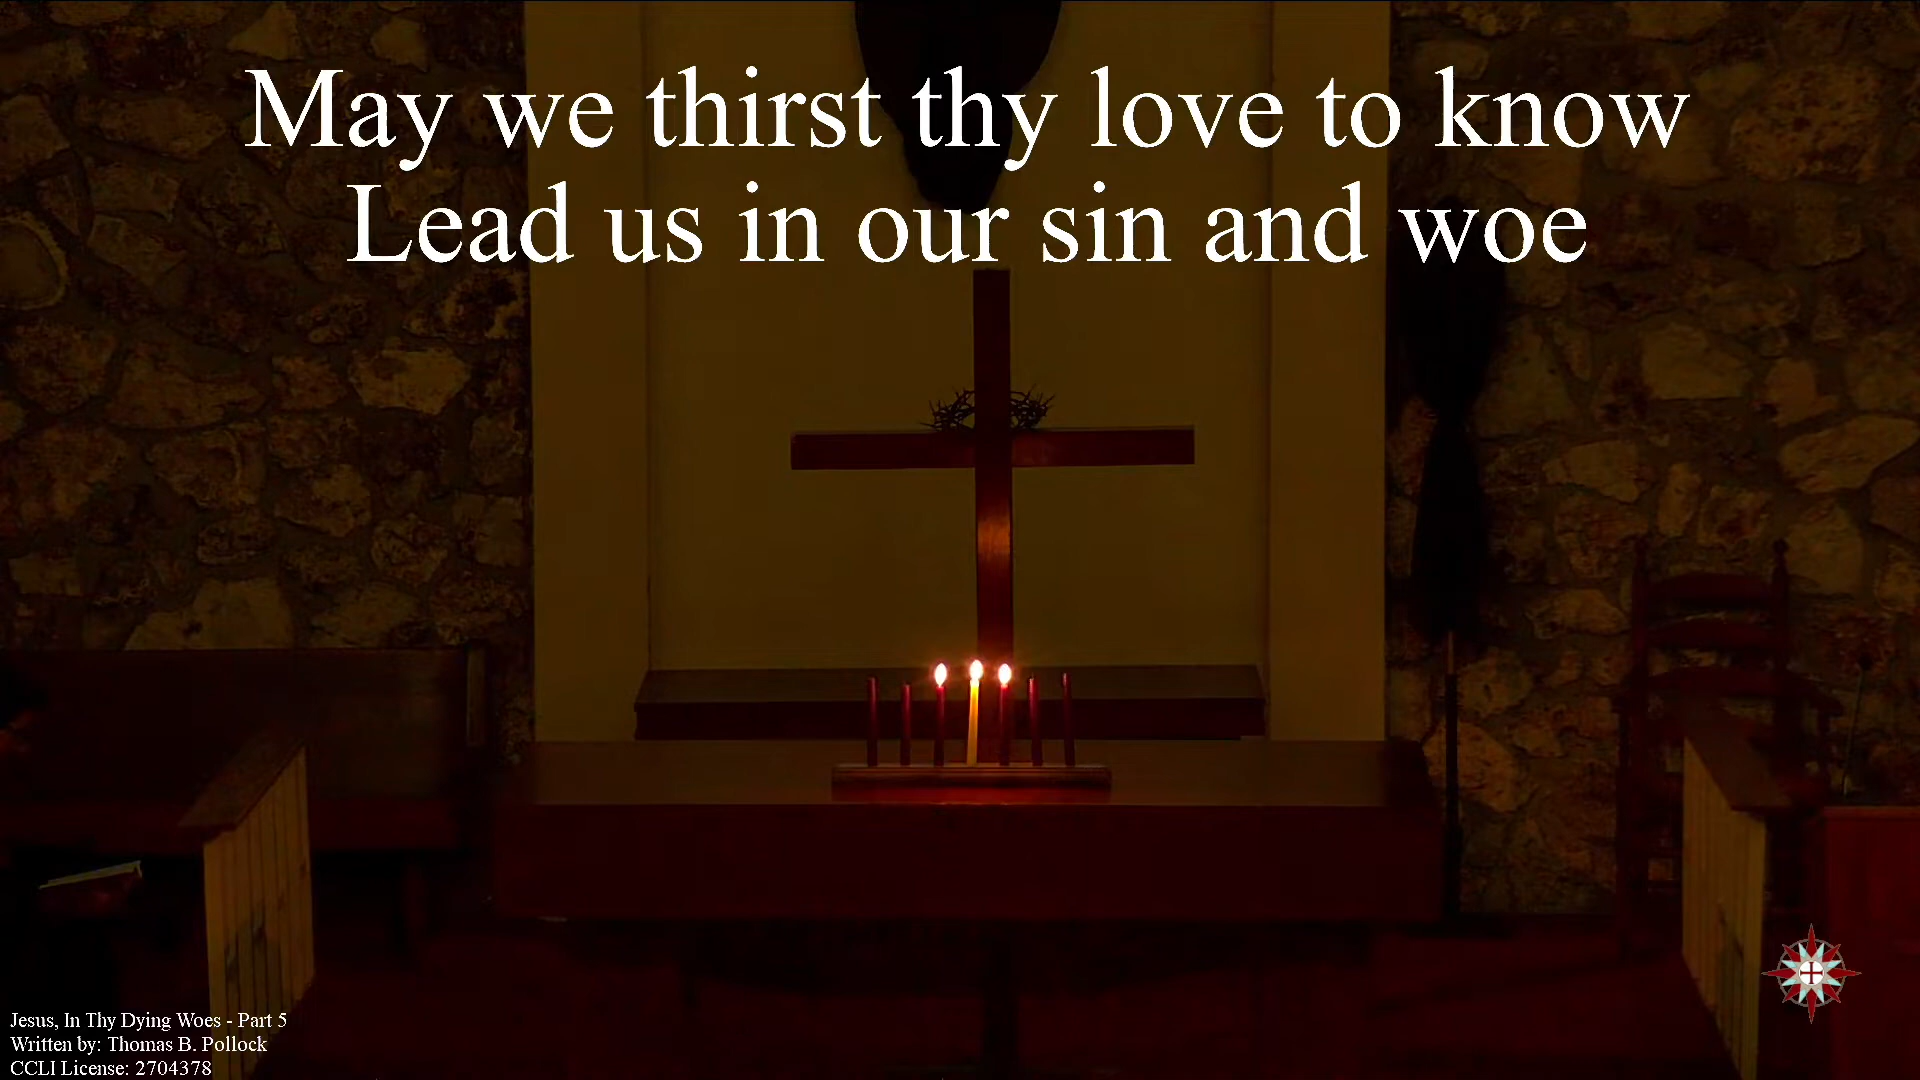 May we thirst thy love to know
Lead us in our sin and woe
Jesus, In Thy Dying Woes - Part 5
Written by: Thomas B. Pollock
CCLI License: 2704378